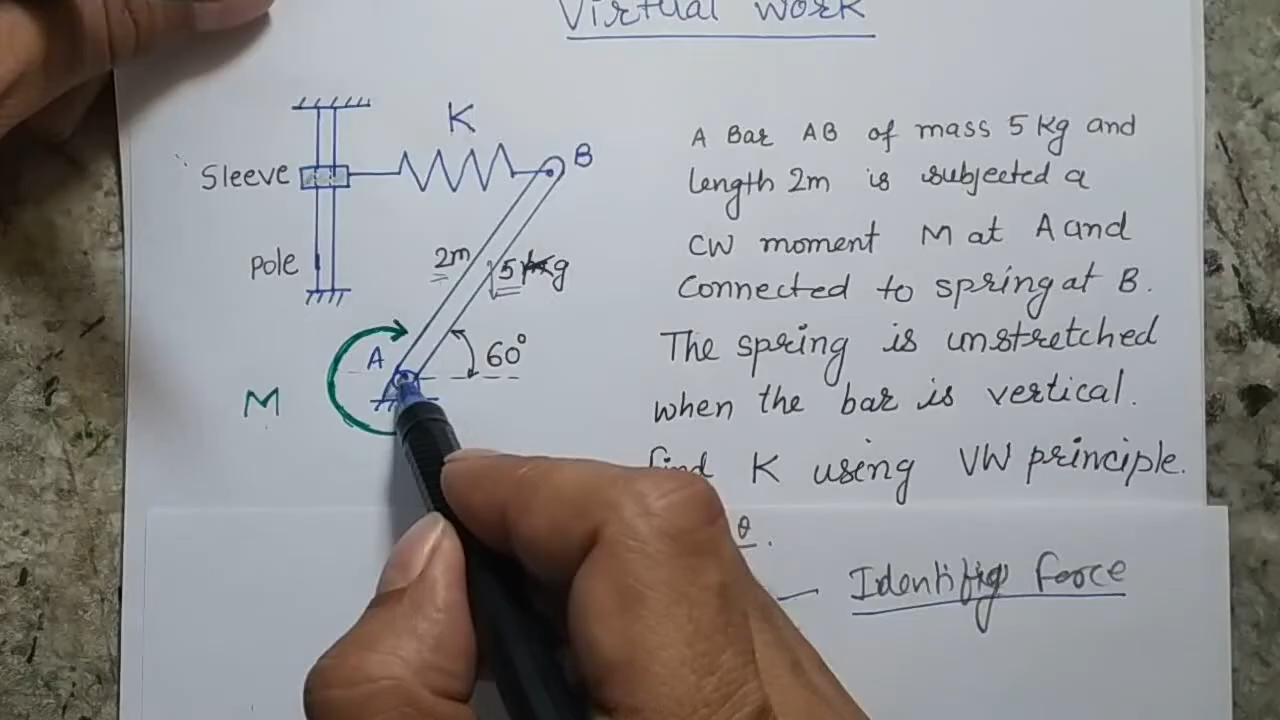 Virtual Work
K
B
Sleeve
Pole
2m
5kg
A
60°
M
A Bar AB of mass 5 kg and
length 2m is subjected a
CW moment M at A and
Connected to spring at B.
The spring is unstretched
when the bar is vertical.
find K using VW principle.
θ.
— Identifig force